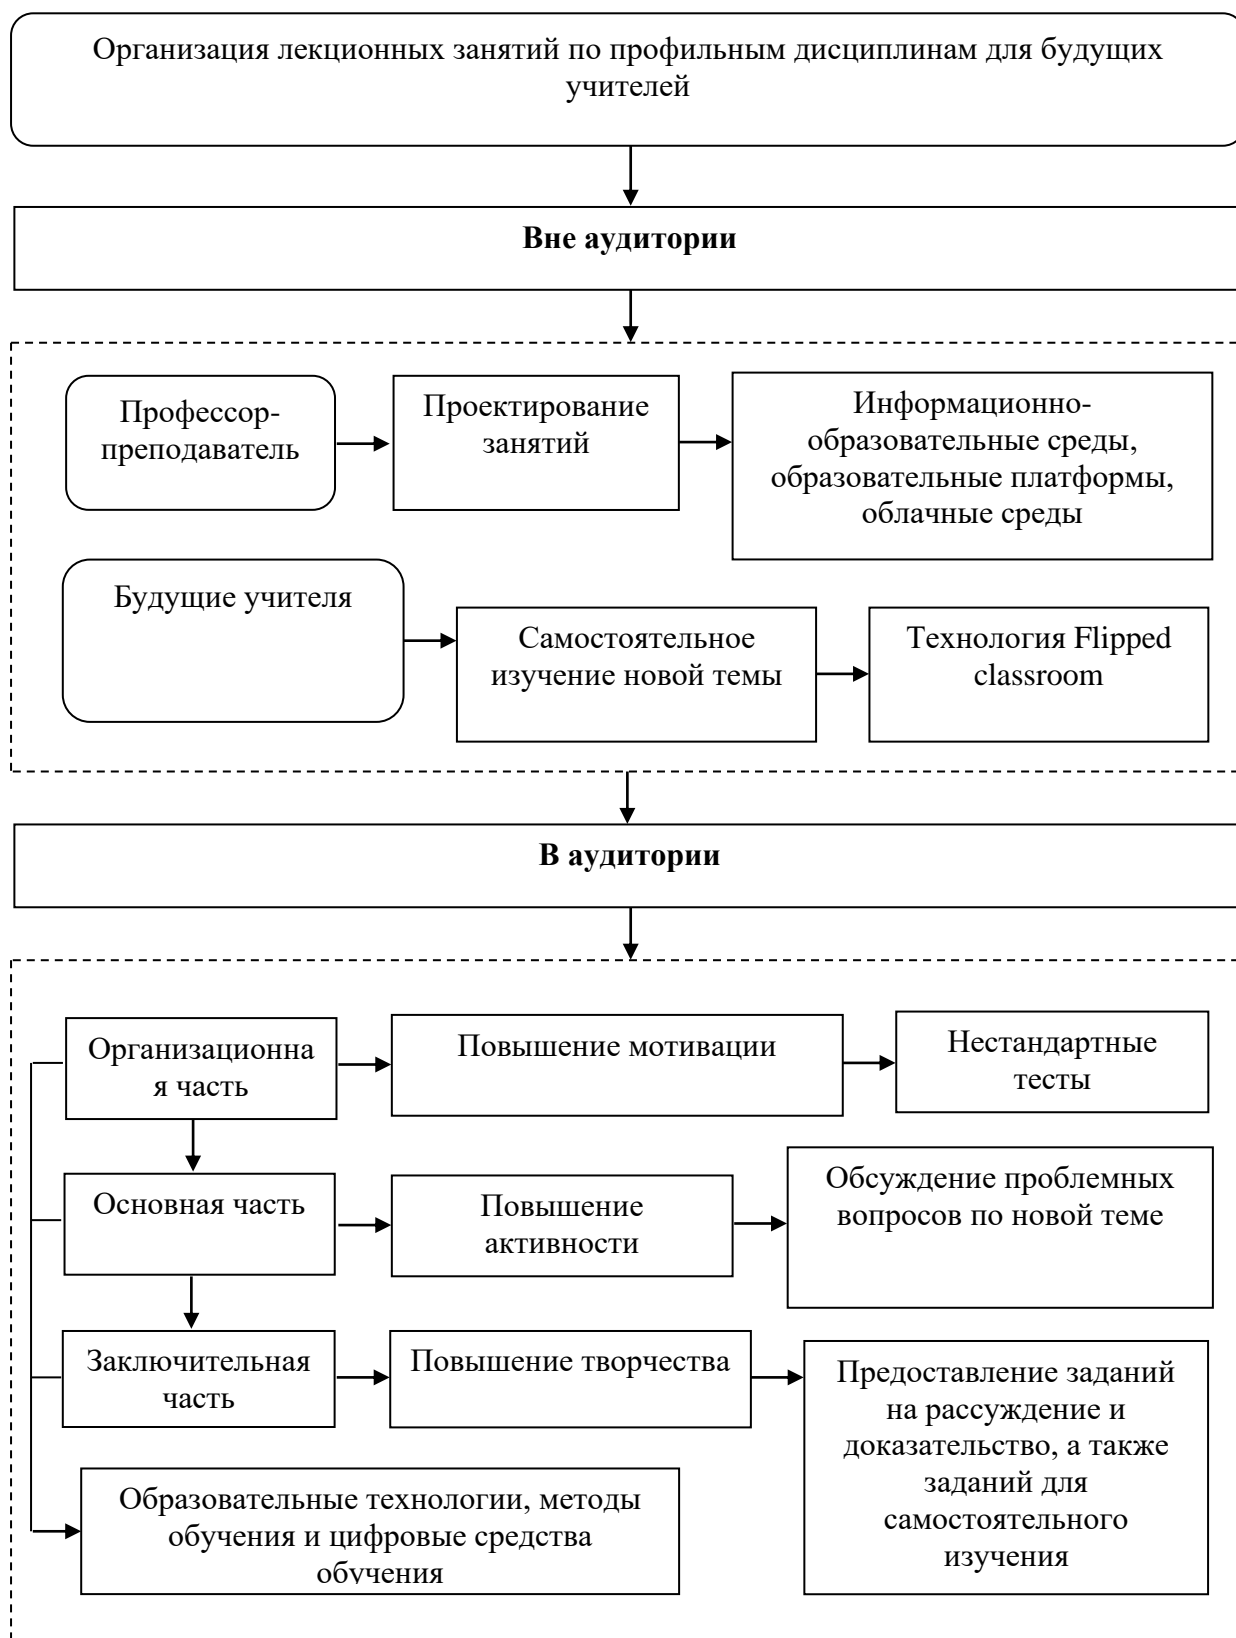 Организация лекционных занятий по профильным дисциплинам для будущих
учителей
Вне аудитории
Профессор-
преподаватель
Проектирование
занятий
Информационно-
образовательные среды,
образовательные платформы,
облачные среды
Будущие учителя
Самостоятельное
изучение новой темы
Технология Flipped
classroom
В аудитории
Организационна
я часть
Повышение мотивации
Нестандартные
тесты
Основная часть
Повышение
активности
Обсуждение проблемных
вопросов по новой теме
Заключительная
часть
Повышение творчества
Предоставление заданий
на рассуждение и
доказательство, а также
заданий для
самостоятельного
изучения
Образовательные технологии, методы
обучения и цифровые средства
обучения